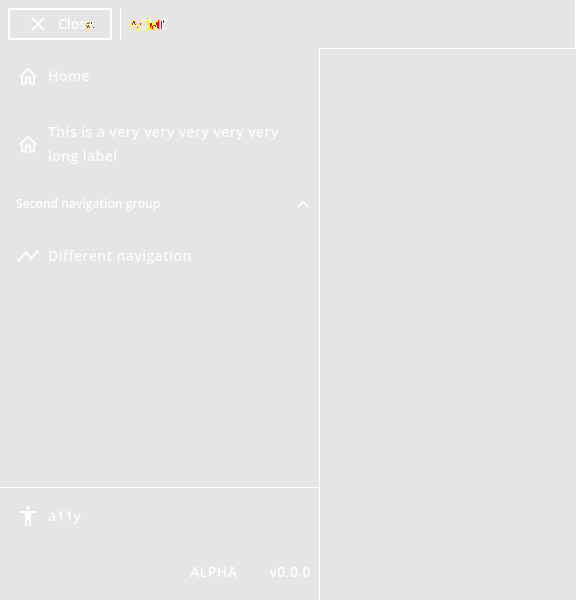 Close
ACME
Home
This is a very very very very very
long label
Second navigation group
Different navigation
a11y
ALPHA v0.0.0